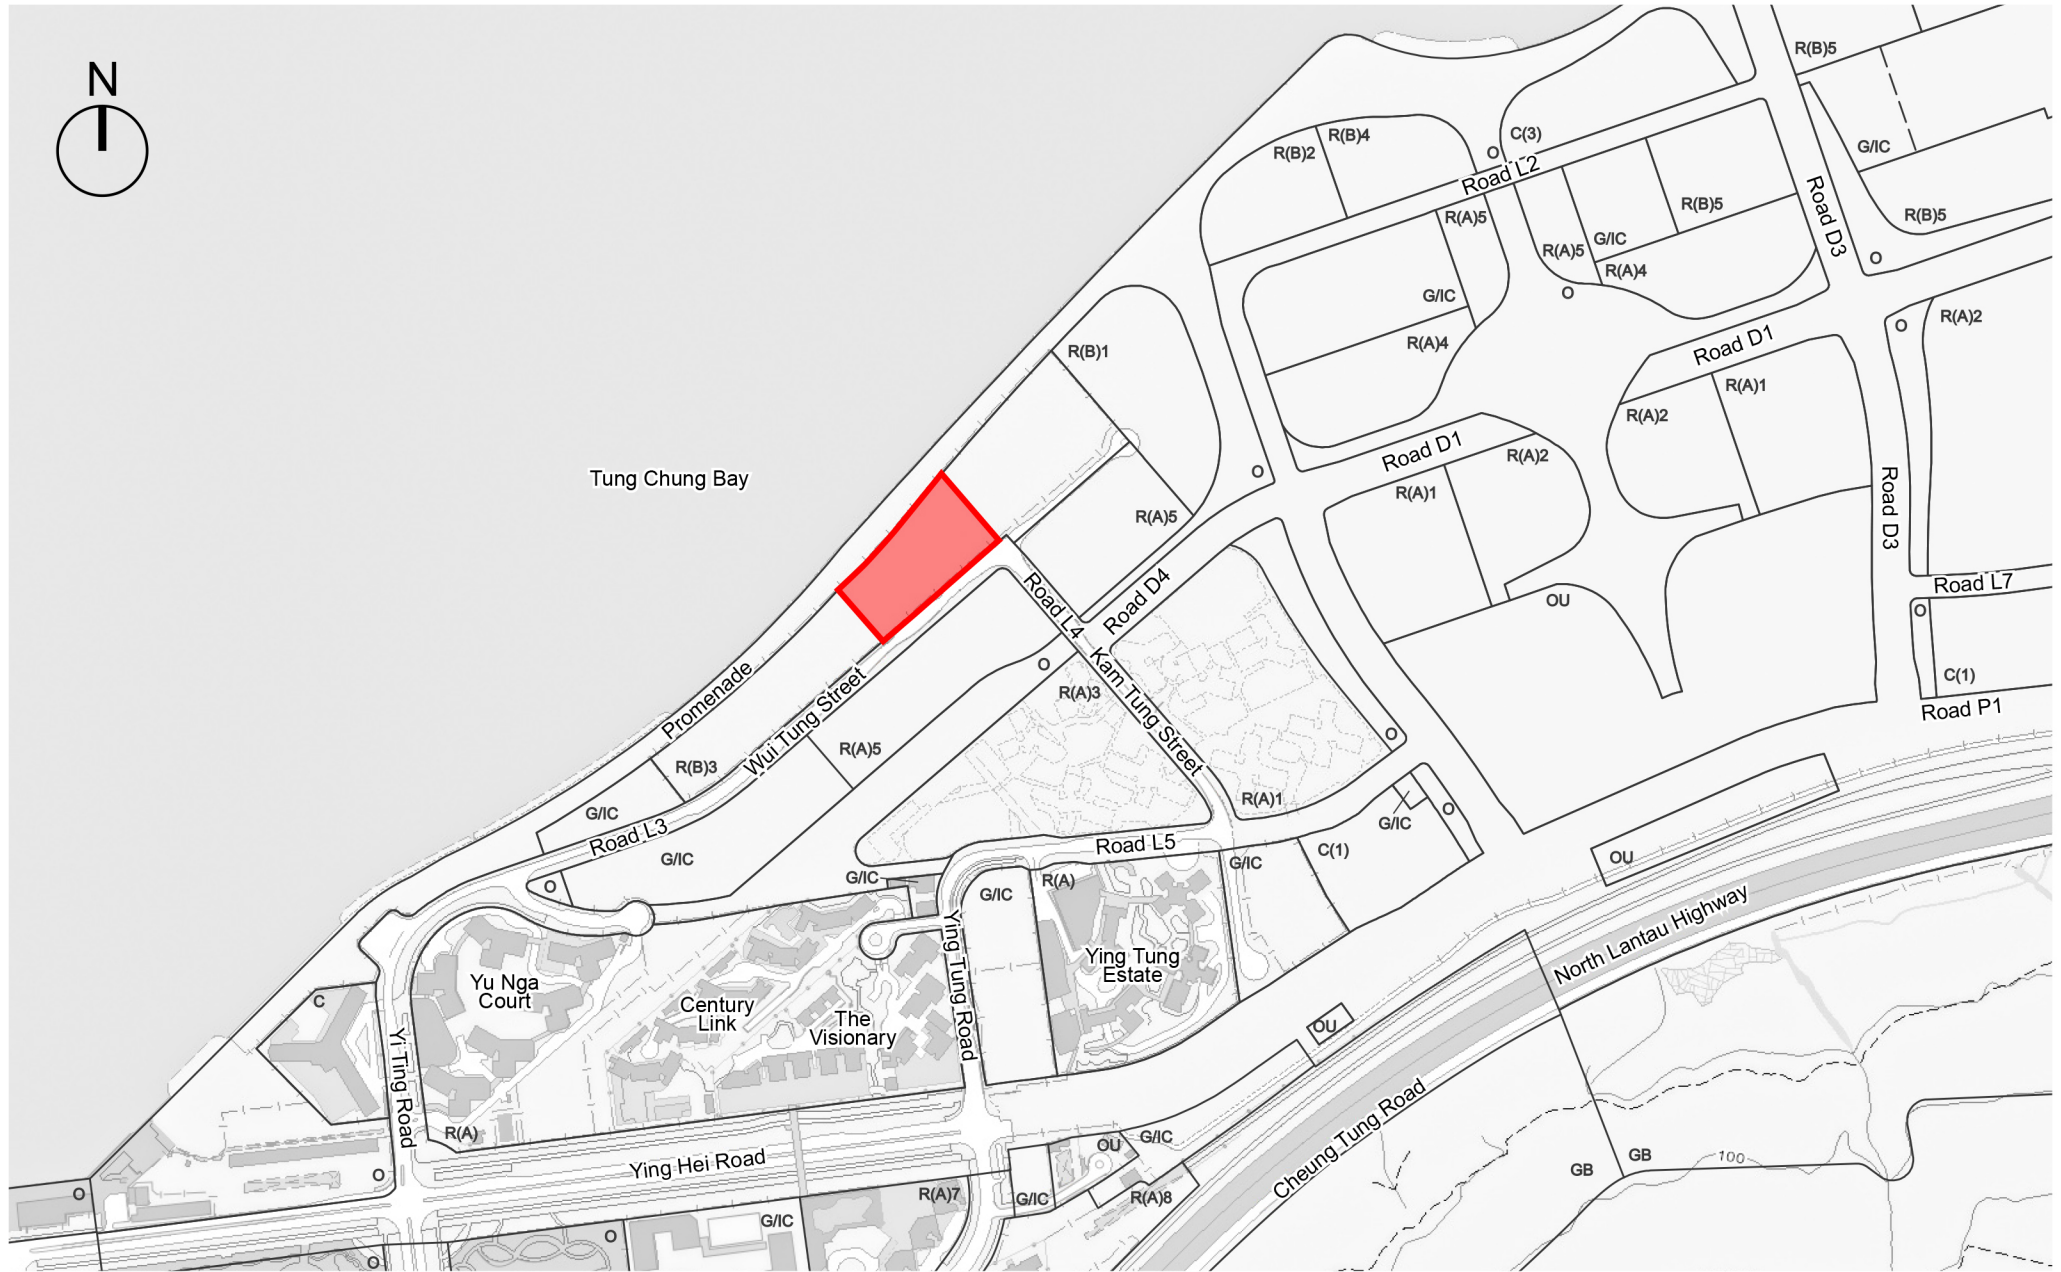 N
R(B)5
C(3)
R(B)4
R(B)2
O
G/IC
Road L2
R(B)5
R(A)5
R(B)5
Road D3
G/IC
R(A)5
O
R(A)4
O
G/IC
R(A)2
O
R(A)4
Road D1
R(B)1
R(A)1
R(A)2
Road D1
R(A)2
O
Tung Chung Bay
R(A)1
Road D3
R(A)5
Road L7
Road D4
OU
Road L4
O
O
Kam Tung Street
C(1)
R(A)3
Promenade
Road P1
Wui Tung Street
O
R(A)5
R(B)3
R(A)1
O
G/IC
G/IC
Road L3
Road L5
C(1)
OU
G/IC
G/IC
G/IC
R(A)
O
G/IC
North Lantau Highway
Ying Tung Road
Ying Tung
Estate
Yu Nga
Court
C
Century
Link
The
Visionary
OU
Yi Ting Road
Cheung Tung Road
R(A)
OU
G/IC
Ying Hei Road
GB
GB
100
O
O
R(A)7
G/IC
R(A)8
G/IC
O
O